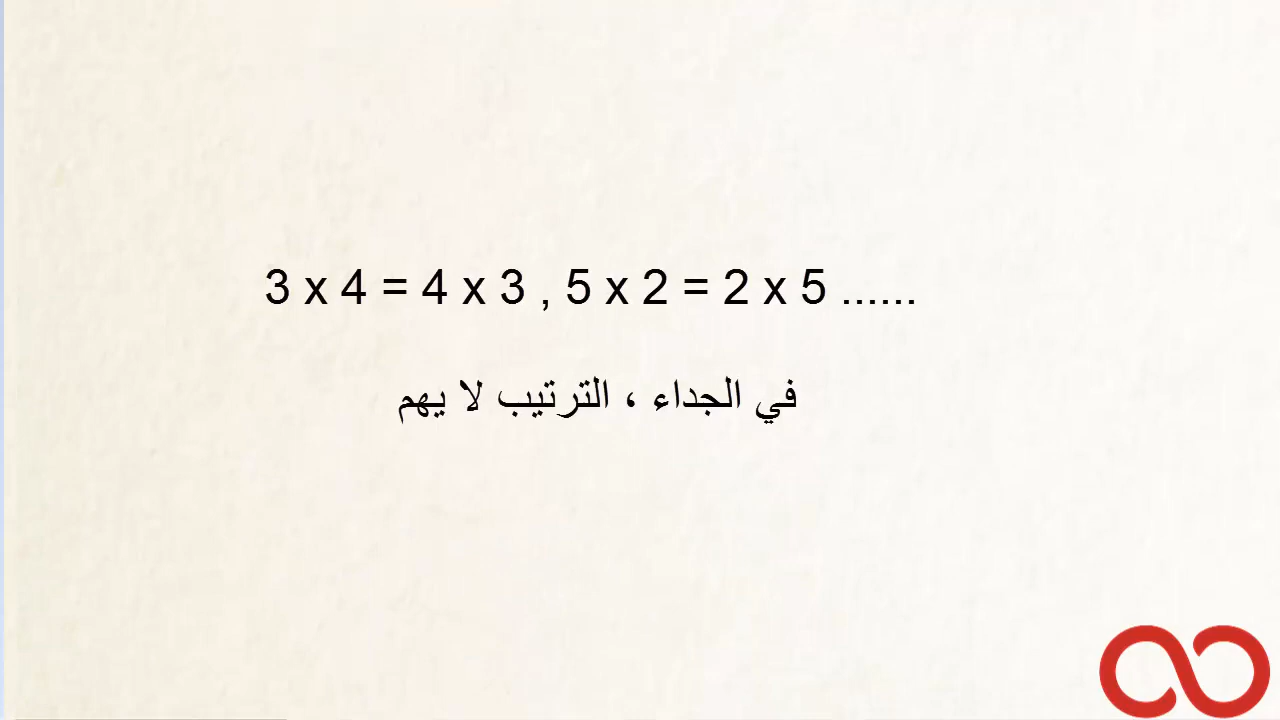 3 x 4 = 4 x 3 , 5 x 2 = 2 x 5 ......
في الجداء ، الترتيب لا يهم